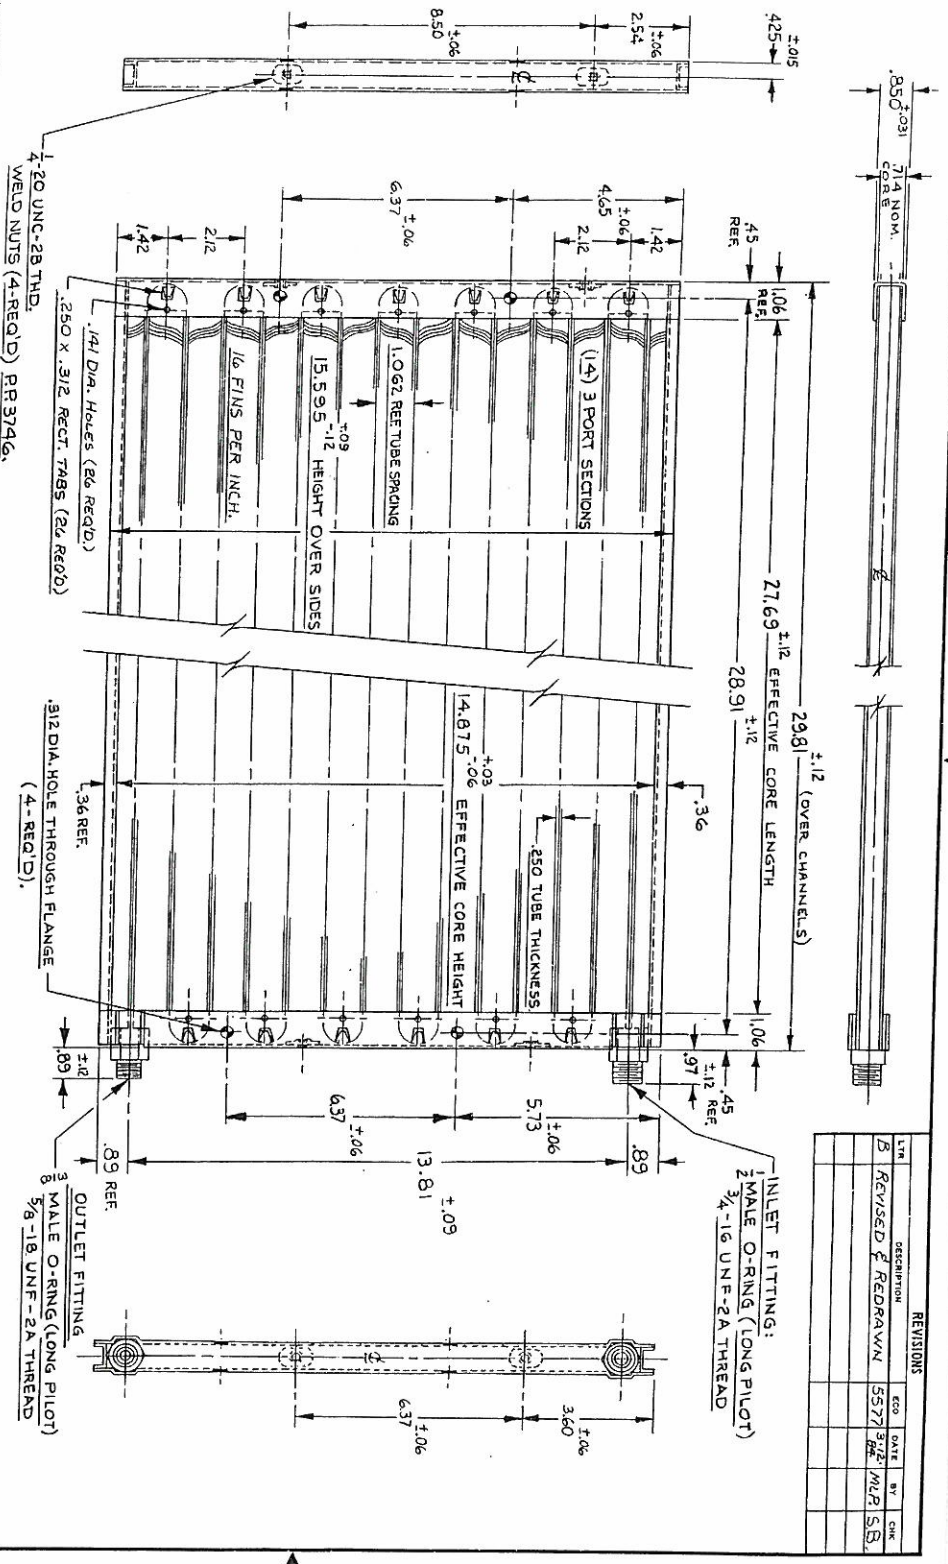 REVISIONS
LTR DESCRIPTION ECO DATE BY CHK
B REVISED & REDRAWN 5577 3-12-84 MLP. SB.
.850 ±.031
.714 NOM.
CORE
29.81 ±.12 (OVER CHANNELS)
27.69 ±.12 EFFECTIVE CORE LENGTH
28.91 ±.12
1.06
REF.
.45
REF.
1.06
.45
REF.
.97 ±.12
INLET FITTING:
1/2 MALE O-RING (LONG PILOT)
3/4-16 UNF-2A THREAD
.425 ±.015
2.54 ±.06
8.50 ±.06
1.42
2.12
4.65 ±.06
6.37 ±.06
2.12
1.42
(14) 3 PORT SECTIONS
1.062 REF. TUBE SPACING
15.595 +.09 -.12 HEIGHT OVER SIDES
16 FINS PER INCH.
.36
.250 TUBE THICKNESS
14.875 +.03 -.06 EFFECTIVE CORE HEIGHT
.36 REF.
.89
5.73 ±.06
6.37 ±.06
13.81 ±.09
.89 REF.
.89 ±.12
3.60 ±.06
6.37 ±.06
.141 DIA. HOLES (26 REQ'D.)
.250 x .312 RECT. TABS (26 REQ'D)
1/4-20 UNC-2B THD.
WELD NUTS (4-REQ'D) P.R.3746.
.312 DIA. HOLE THROUGH FLANGE
(4-REQ'D).
OUTLET FITTING
3/8 MALE O-RING (LONG PILOT)
5/8-18 UNF-2A THREAD